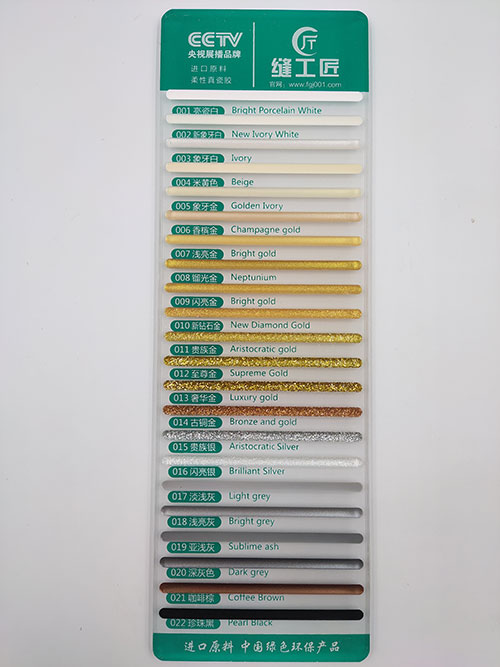 CCTV
央视展播品牌
进口原料
柔性真瓷胶
缝工匠
官网：www.fgj001.com
001 亮瓷白 Bright Porcelain White
002 新象牙白 New Ivory White
003 象牙白 Ivory
004 米黄色 Beige
005 象牙金 Golden Ivory
006 香槟金 Champagne gold
007 浅亮金 Bright gold
008 御光金 Neptunium
009 闪亮金 Bright gold
010 新钻石金 New Diamond Gold
011 贵族金 Aristocratic gold
012 至尊金 Supreme Gold
013 奢华金 Luxury gold
014 古铜金 Bronze and gold
015 贵族银 Aristocratic Silver
016 闪亮银 Brilliant Silver
017 淡浅灰 Light grey
018 浅亮灰 Bright grey
019 亚浅灰 Sublime ash
020 深灰色 Dark grey
021 咖啡棕 Coffee Brown
022 珍珠黑 Pearl Black
进口原料 中国绿色环保产品